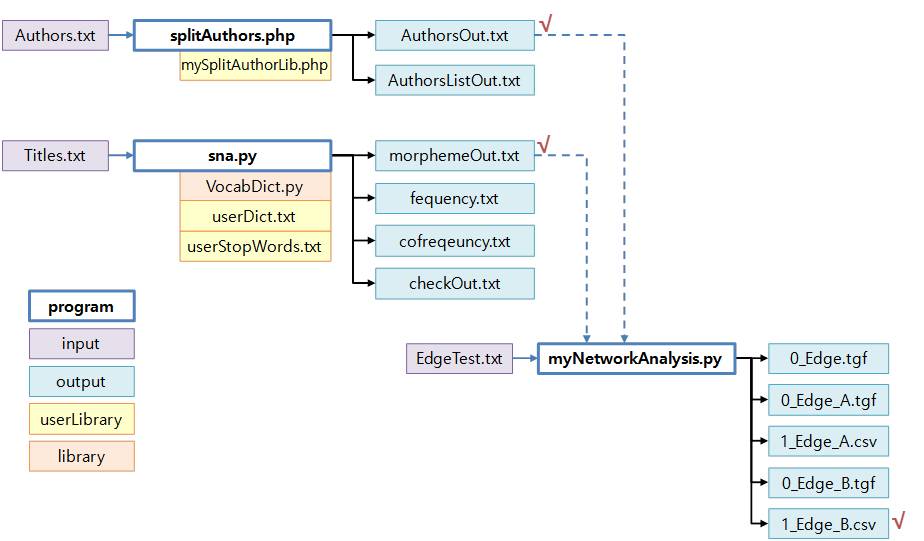 Authors.txt
splitAuthors.php
mySplitAuthorLib.php
AuthorsOut.txt
√
AuthorsListOut.txt
Titles.txt
sna.py
VocabDict.py
userDict.txt
userStopWords.txt
morphemeOut.txt
√
fequency.txt
cofreqeuncy.txt
checkOut.txt
program
input
output
userLibrary
library
EdgeTest.txt
myNetworkAnalysis.py
0_Edge.tgf
0_Edge_A.tgf
1_Edge_A.csv
0_Edge_B.tgf
1_Edge_B.csv
√